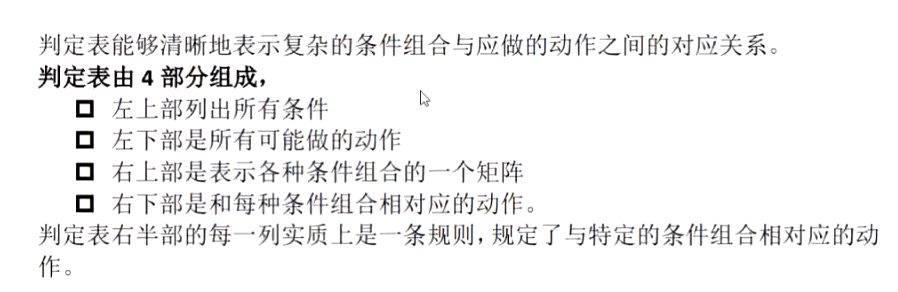 判定表能够清晰地表示复杂的条件组合与应做的动作之间的对应关系。
判定表由 4 部分组成，
左上部列出所有条件
左下部是所有可能做的动作
右上部是表示各种条件组合的一个矩阵
右下部是和每种条件组合相对应的动作。
判定表右半部的每一列实质上是一条规则，规定了与特定的条件组合相对应的动
作。